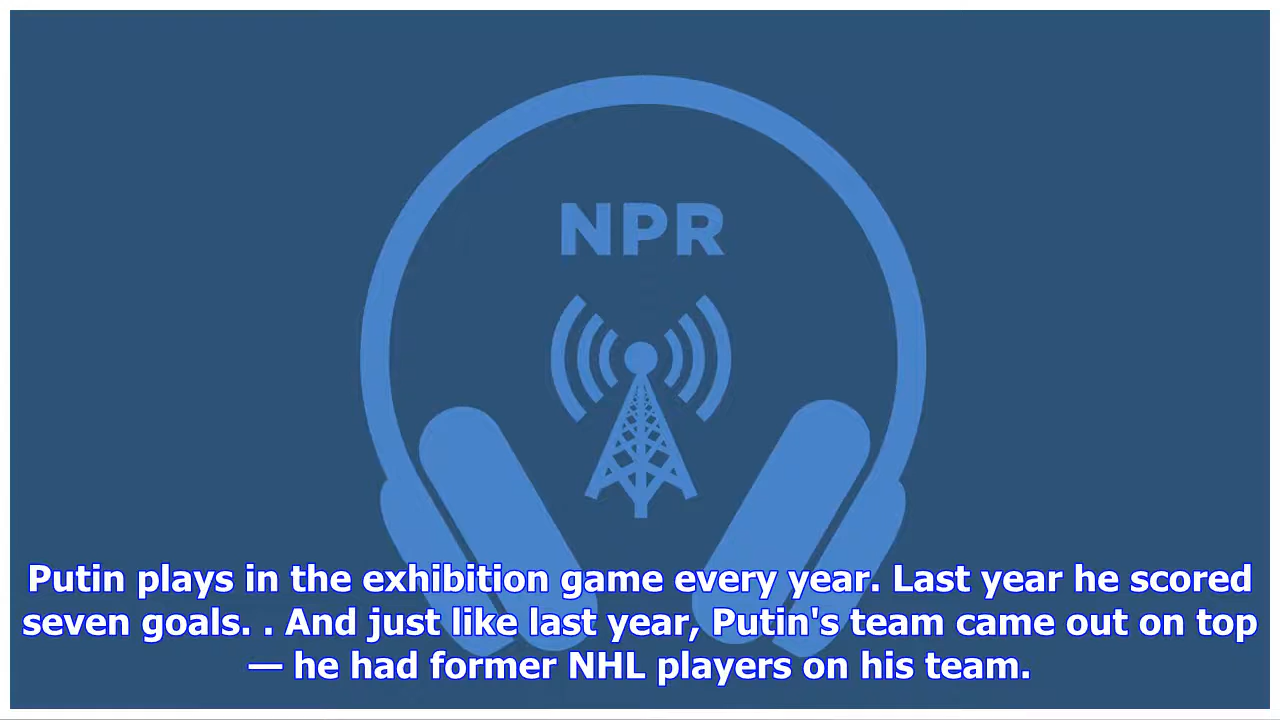 NPR
Putin plays in the exhibition game every year. Last year he scored
seven goals. . And just like last year, Putin's team came out on top
— he had former NHL players on his team.